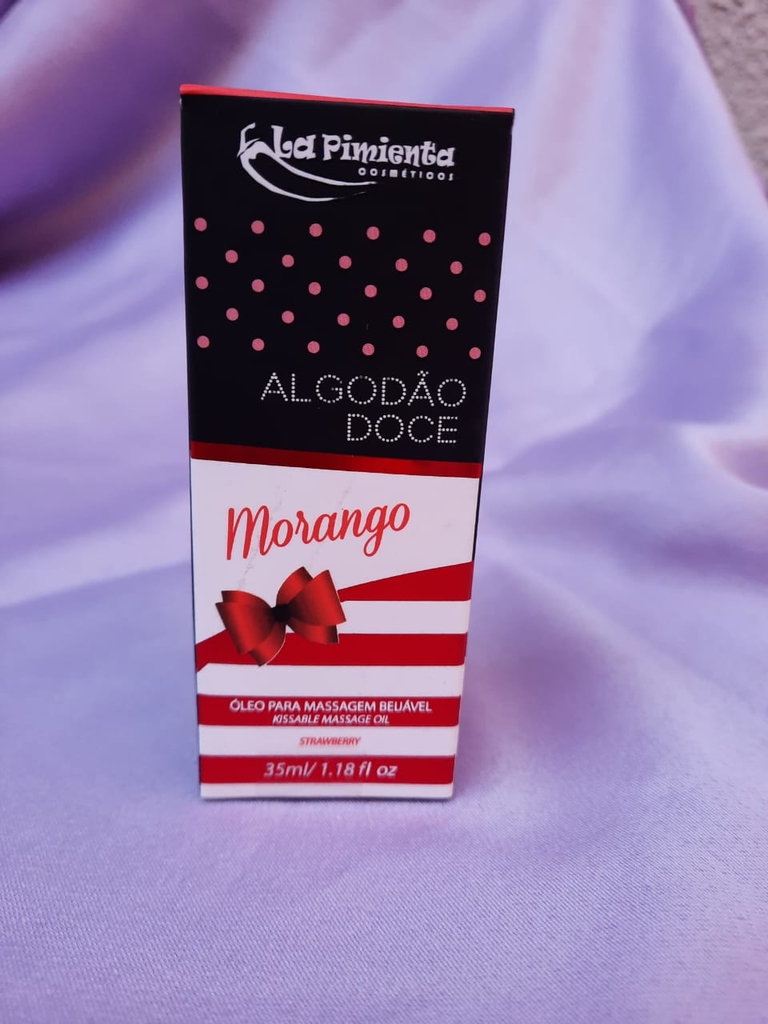 La Pimienta
COSMÉTICOS
ALGODÃO
DOCE
Morango
ÓLEO PARA MASSAGEM BEIJÁVEL
KISSABLE MASSAGE OIL
STRAWBERRY
35ml/ 1.18 fl oz